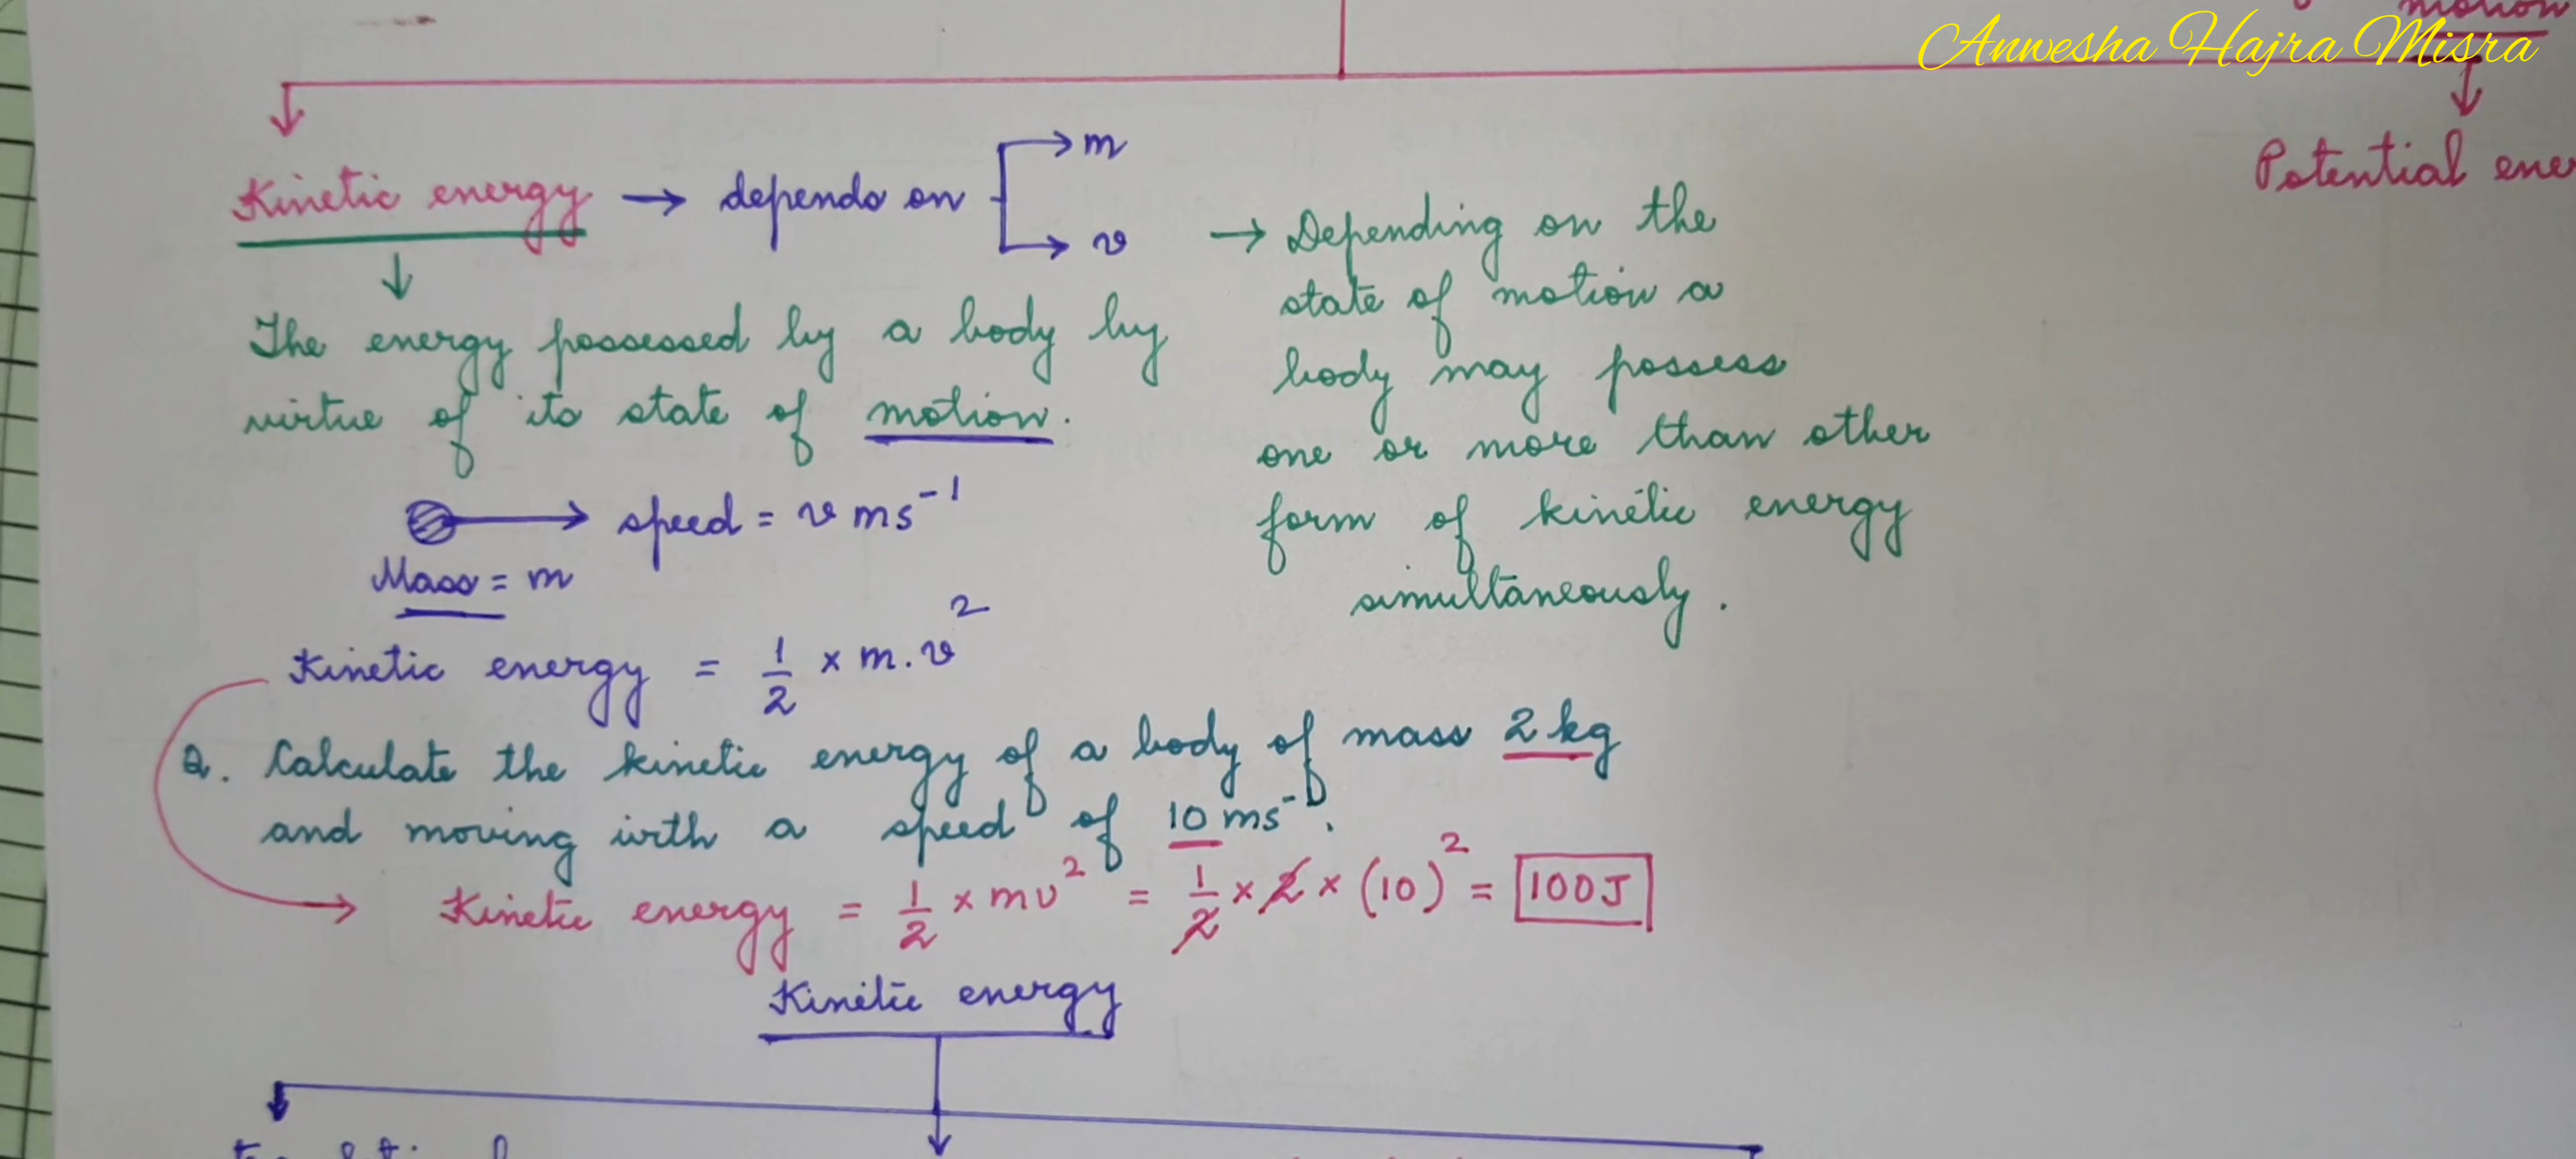 motion
Anwesha Hajra Misra
Kinetic energy → depends on → m
→ v
Potential
The energy possessed by a body by
virtue of its state of motion.
→ Depending on the
state of motion a
body may possess
one or more than other
form of kinetic energy
simultaneously.
→ speed = v ms⁻¹
Mass = m
Kinetic energy = 1/2 × m.v²
Q. Calculate the kinetic energy of a body of mass 2 kg
and moving with a speed of 10 ms⁻¹.
→ Kinetic energy = 1/2 × mv² = 1/2 × 2 × (10)² = 100J
Kinetic energy